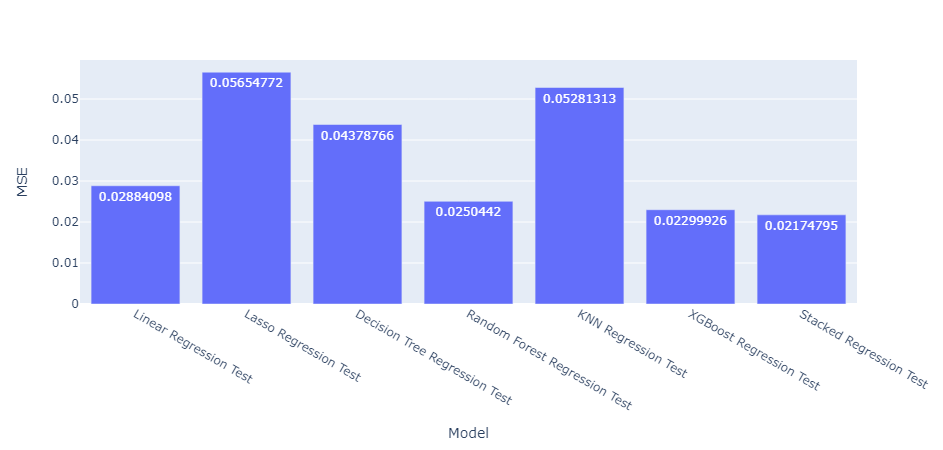 0.05654772
0.05281313
0.04378766
0.02884098
0.0250442
0.02299926
0.02174795
0.05
0.04
0.03
0.02
0.01
0
MSE
Linear Regression Test
Lasso Regression Test
Decision Tree Regression Test
Random Forest Regression Test
KNN Regression Test
XGBoost Regression Test
Stacked Regression Test
Model